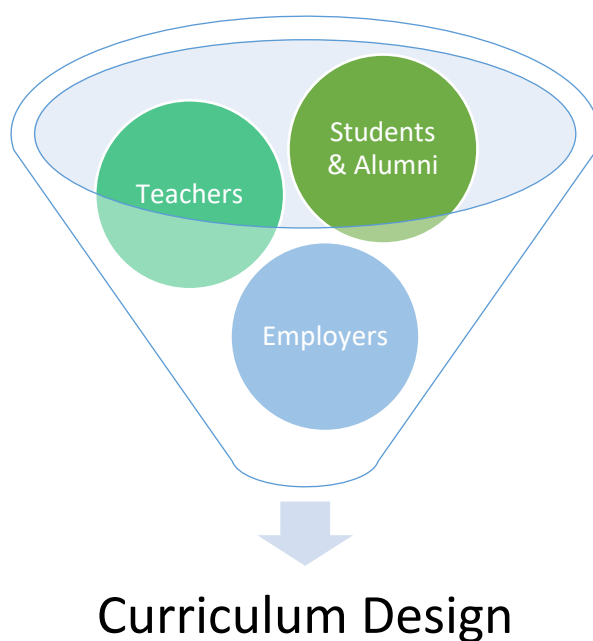 Students
& Alumni
Teachers
Employers
Curriculum Design